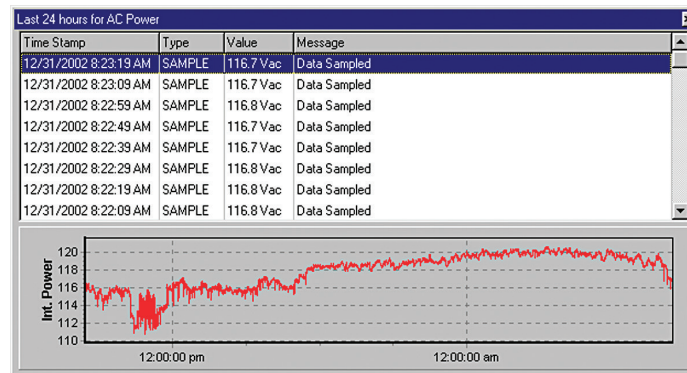 Last 24 hours for AC Power
Time Stamp Type Value Message
12/31/2002 8:23:19 AM SAMPLE 116.7 Vac Data Sampled
12/31/2002 8:23:09 AM SAMPLE 116.7 Vac Data Sampled
12/31/2002 8:22:59 AM SAMPLE 116.8 Vac Data Sampled
12/31/2002 8:22:49 AM SAMPLE 116.7 Vac Data Sampled
12/31/2002 8:22:39 AM SAMPLE 116.7 Vac Data Sampled
12/31/2002 8:22:29 AM SAMPLE 116.8 Vac Data Sampled
12/31/2002 8:22:19 AM SAMPLE 116.8 Vac Data Sampled
12/31/2002 8:22:09 AM SAMPLE 116.8 Vac Data Sampled
Int. Power
120
118
116
114
112
110
12:00:00 pm 12:00:00 am